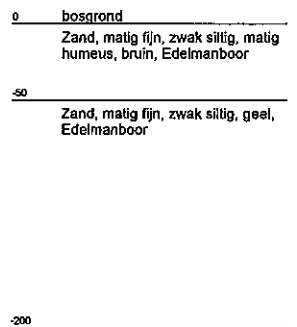 0 bosgrond
Zand, matig fijn, zwak siltig, matig
humeus, bruin, Edelmanboor
-50
Zand, matig fijn, zwak siltig, geel,
Edelmanboor
-200